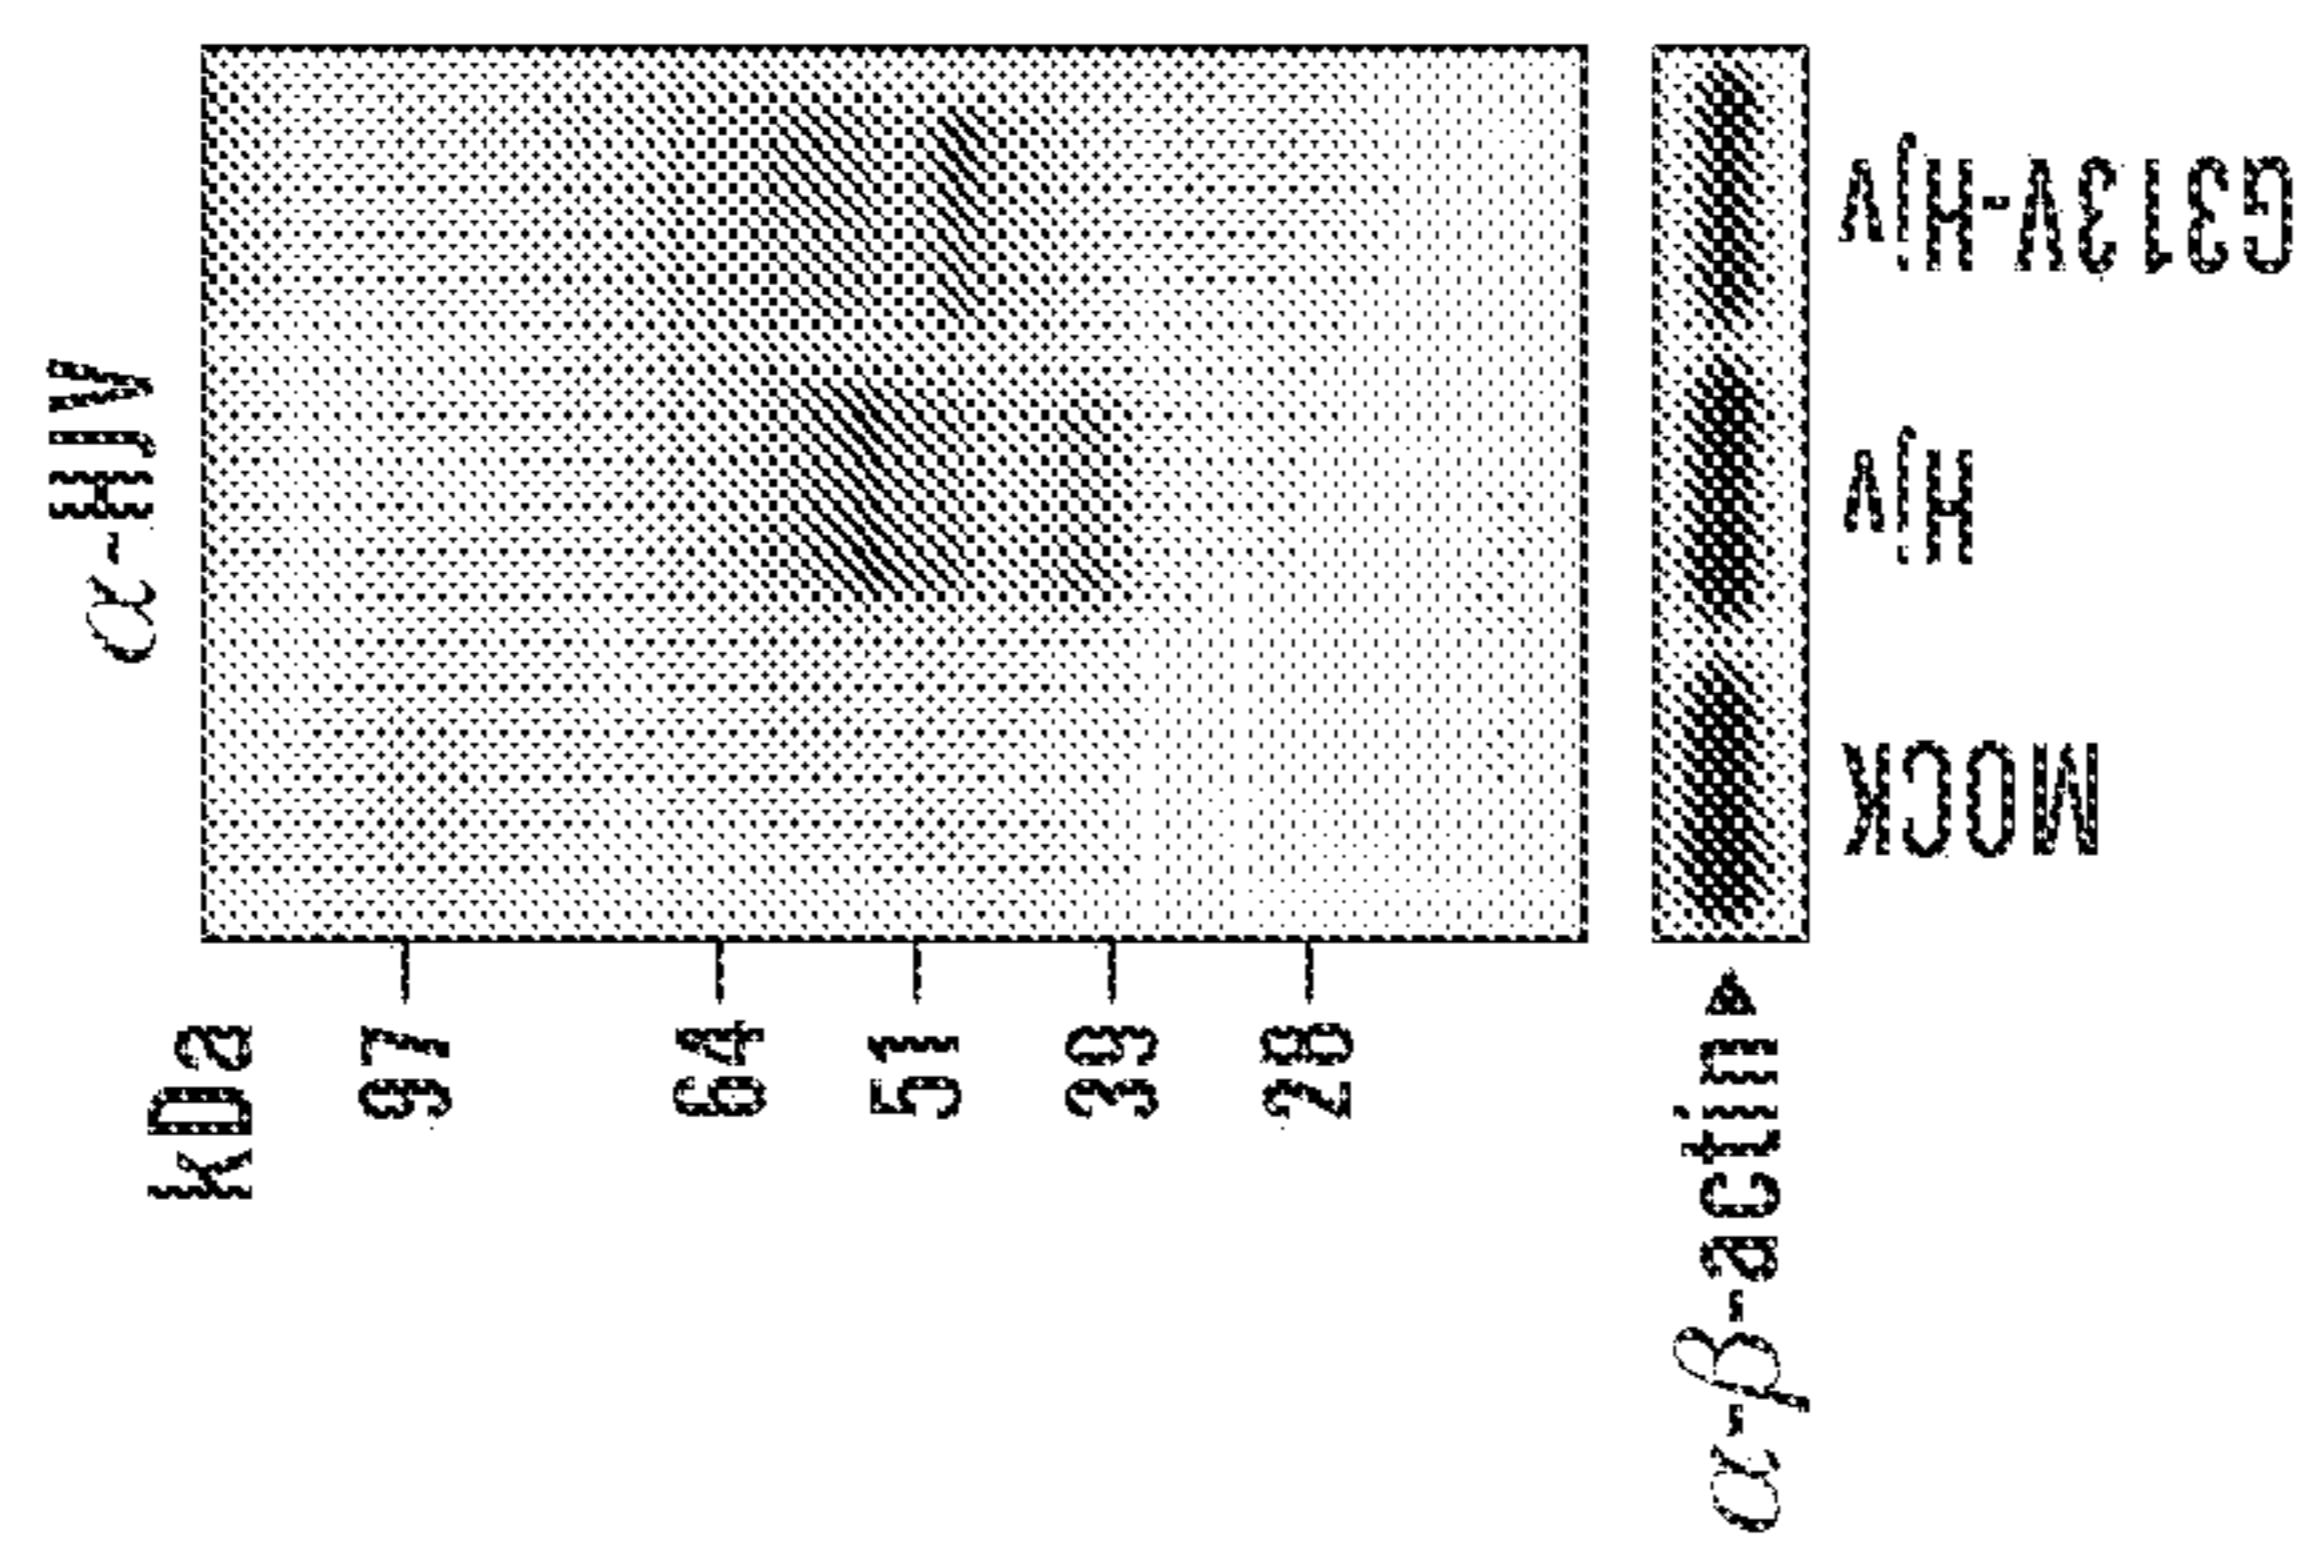 α-HJV
kDa
97
64
51
39
28
α-β-actin
MOCK
Hjv
G313V-Hjv